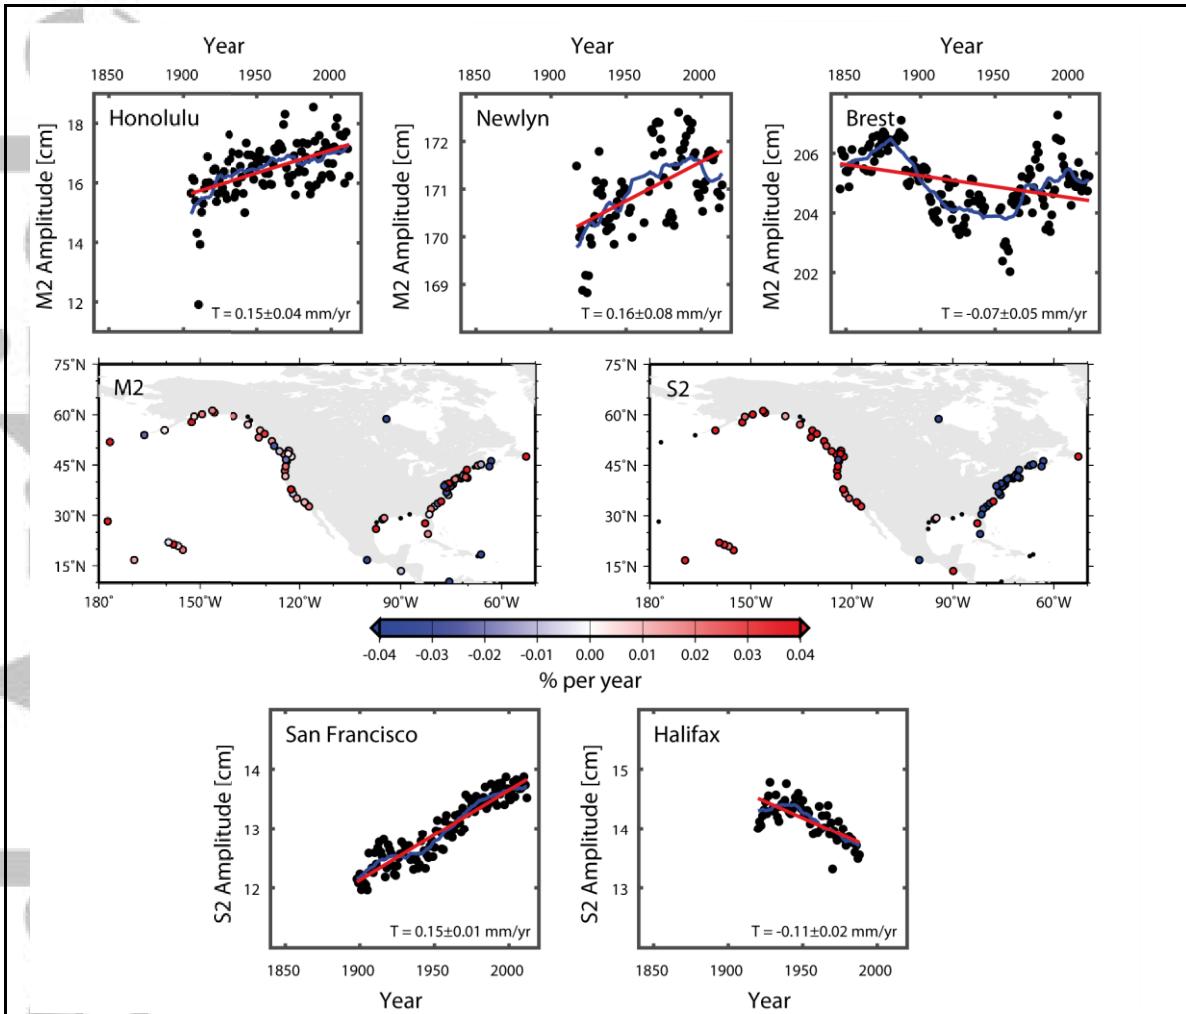 Year Year Year
1850 1900 1950 2000 1850 1900 1950 2000 1850 1900 1950 2000
Honolulu
M2 Amplitude [cm]
18
16
14
12
T = 0.15±0.04 mm/yr
Newlyn
M2 Amplitude [cm]
172
171
170
169
T = 0.16±0.08 mm/yr
Brest
M2 Amplitude [cm]
206
204
202
T = -0.07±0.05 mm/yr
M2
75°N
60°N
45°N
30°N
15°N
180° 150°W 120°W 90°W 60°W
S2
75°N
60°N
45°N
30°N
15°N
180° 150°W 120°W 90°W 60°W
-0.04 -0.03 -0.02 -0.01 0.00 0.01 0.02 0.03 0.04
% per year
San Francisco
S2 Amplitude [cm]
14
13
12
T = 0.15±0.01 mm/yr
1850 1900 1950 2000
Year
Halifax
S2 Amplitude [cm]
15
14
13
T = -0.11±0.02 mm/yr
1850 1900 1950 2000
Year